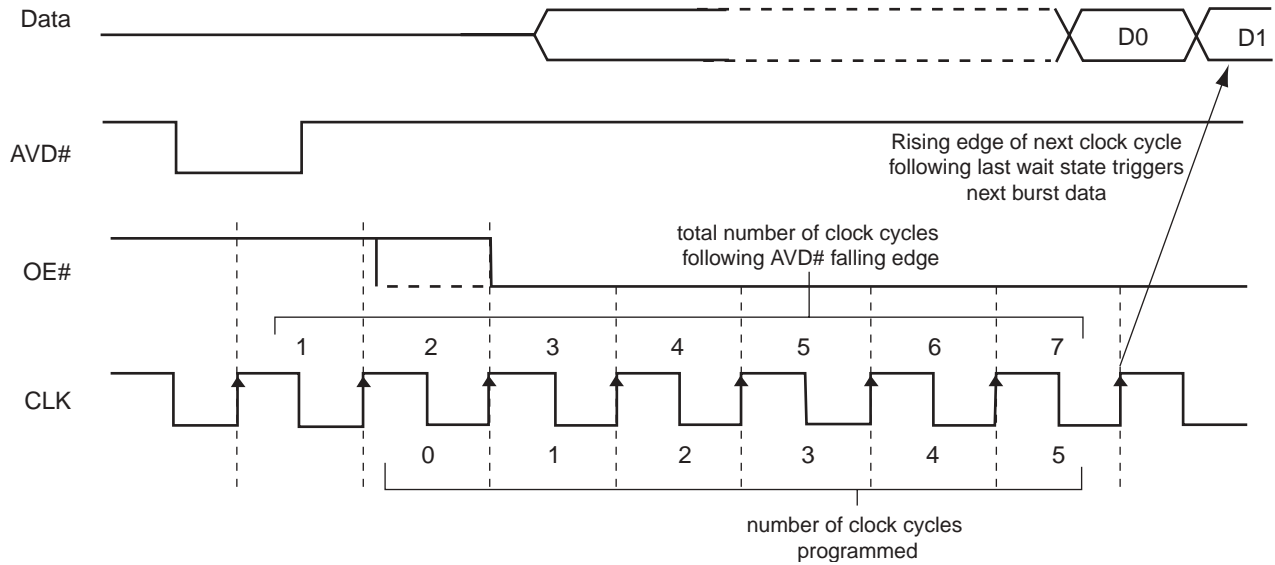 Data
D0
D1
AVD#
Rising edge of next clock cycle
following last wait state triggers
next burst data
total number of clock cycles
following AVD# falling edge
OE#
1 2 3 4 5 6 7
CLK
0 1 2 3 4 5
number of clock cycles
programmed